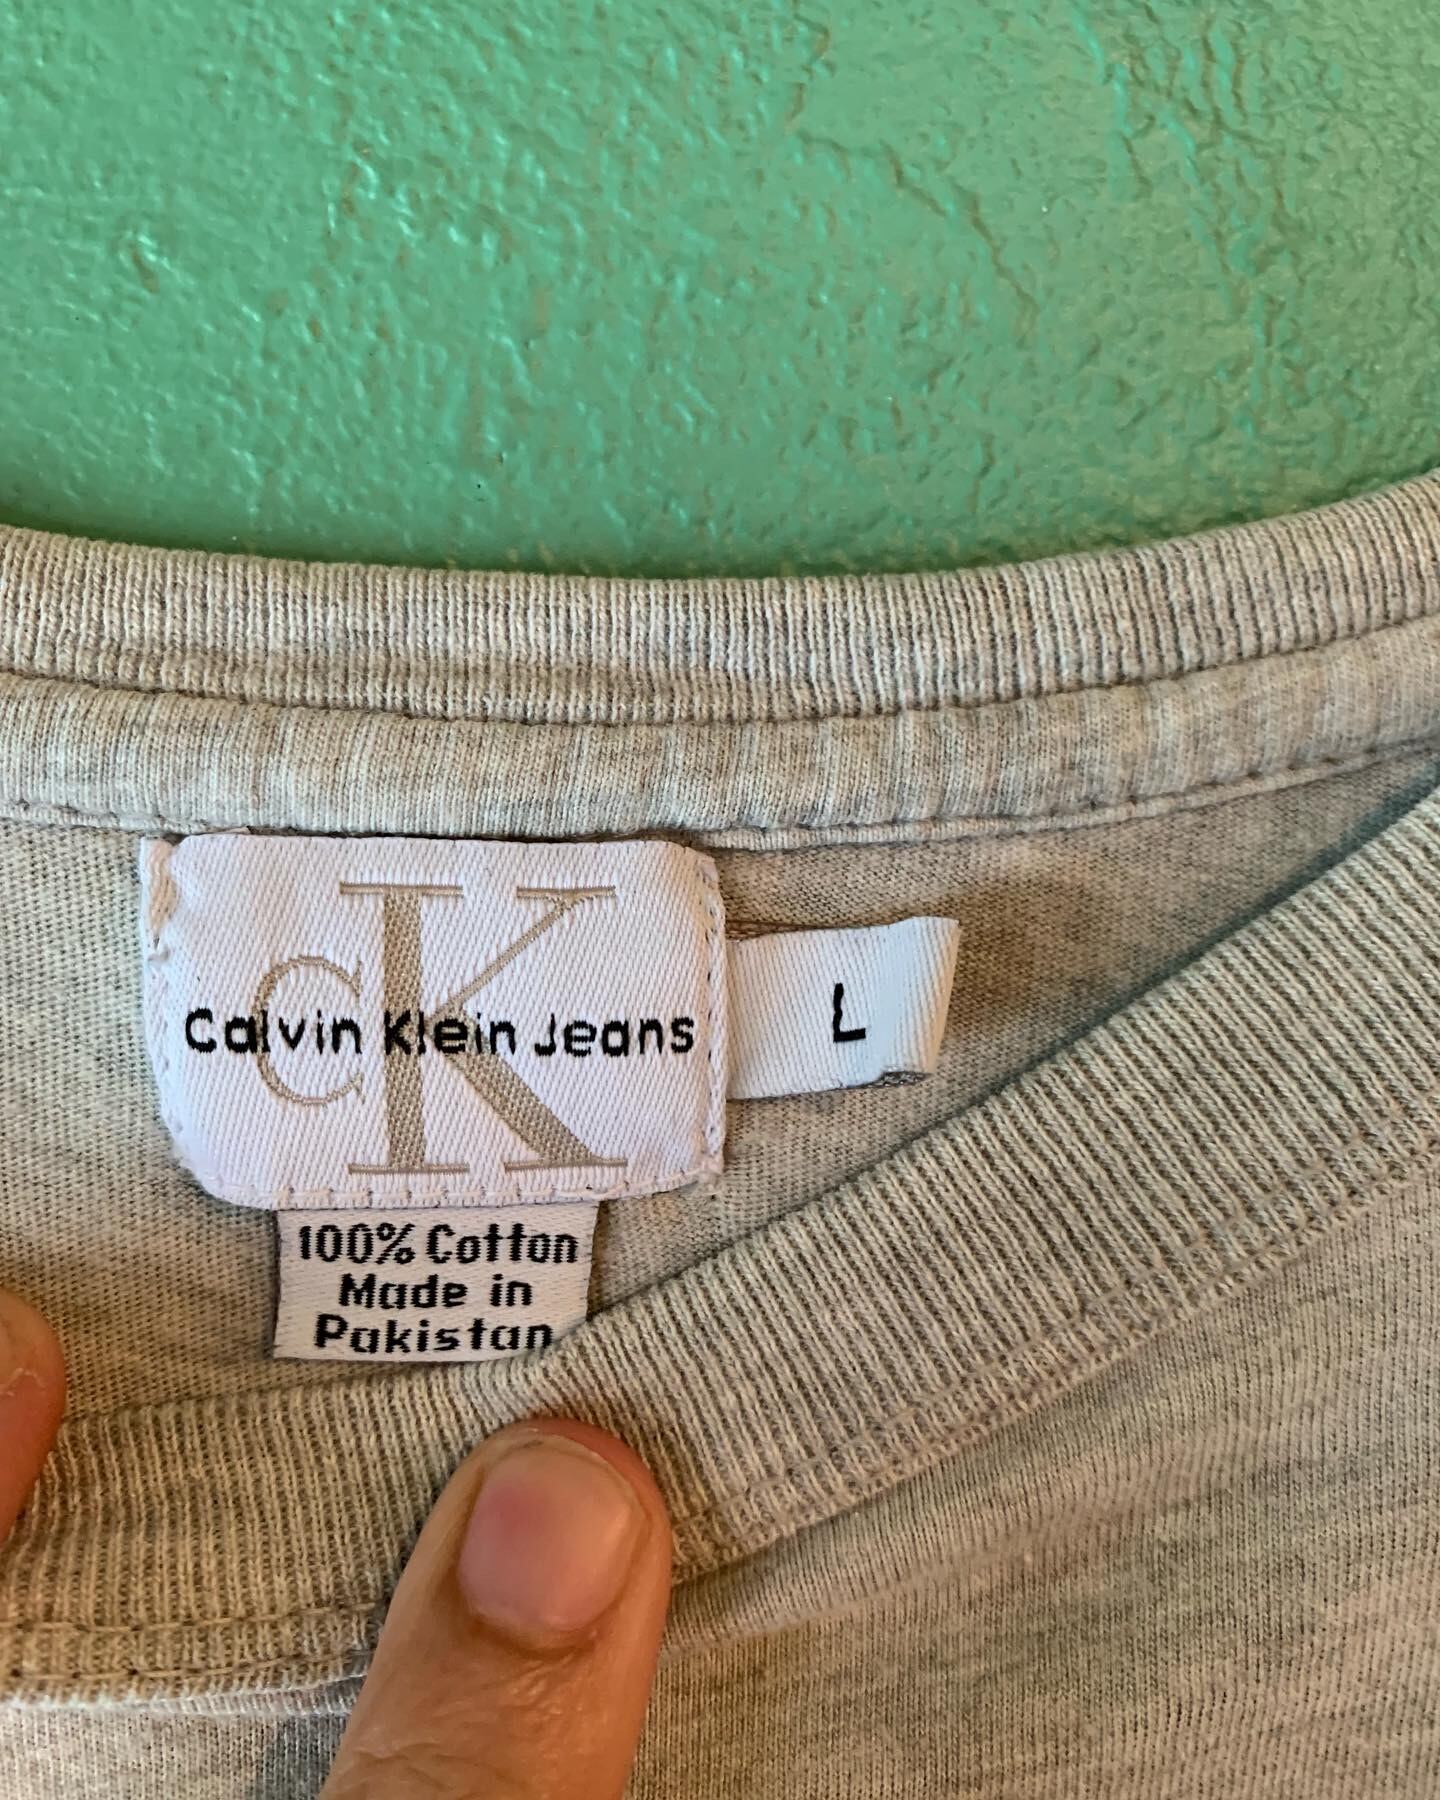 cK
Calvin Klein Jeans
L
100% Cotton
Made in
Pakistan